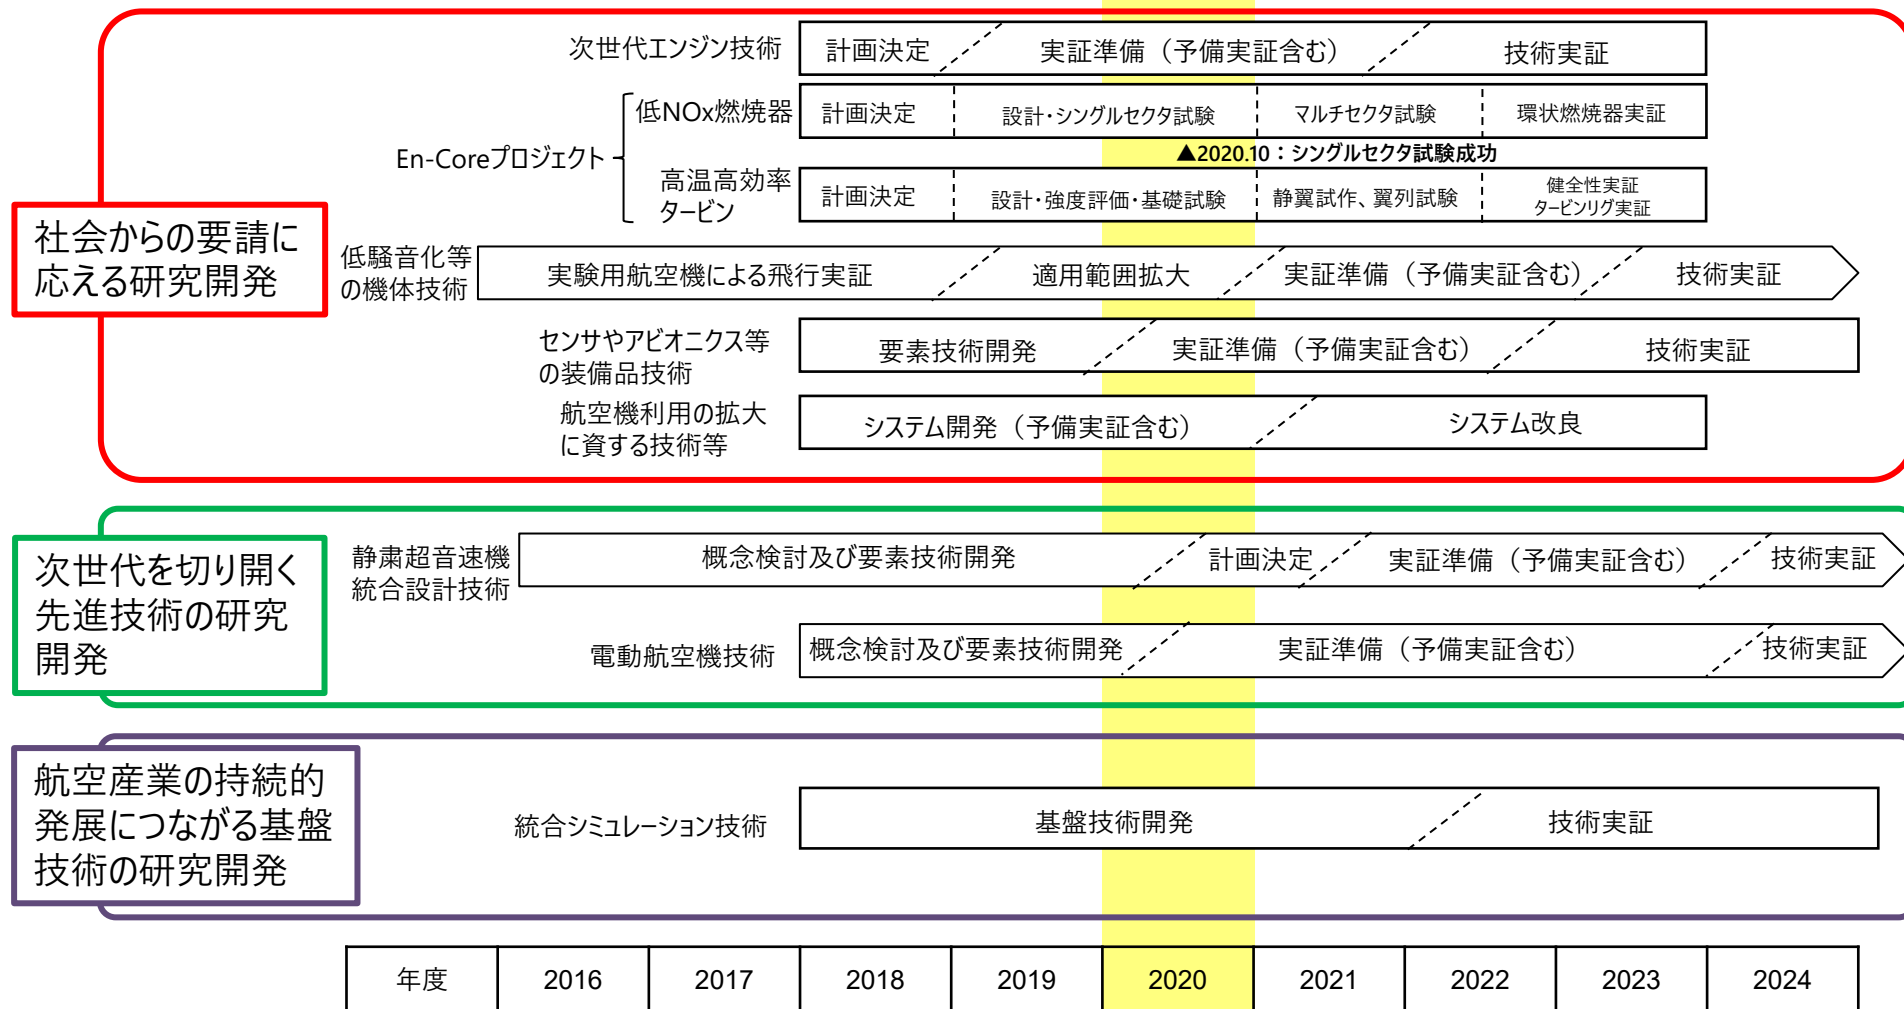 次世代エンジン技術
計画決定
実証準備（予備実証含む）
技術実証
En-Coreプロジェクト
低NOx燃焼器
計画決定
設計・シングルセクタ試験
マルチセクタ試験
環状燃焼器実証
▲2020.10：シングルセクタ試験成功
高温高効率
タービン
計画決定
設計・強度評価・基礎試験
静翼試作、翼列試験
健全性実証
タービンリグ実証
社会からの要請に
応える研究開発
低騒音化等
の機体技術
実験用航空機による飛行実証
適用範囲拡大
実証準備（予備実証含む）
技術実証
センサやアビオニクス等
の装備品技術
要素技術開発
実証準備（予備実証含む）
技術実証
航空機利用の拡大
に資する技術等
システム開発（予備実証含む）
システム改良
次世代を切り開く
先進技術の研究
開発
静粛超音速機
統合設計技術
概念検討及び要素技術開発
計画決定
実証準備（予備実証含む）
技術実証
電動航空機技術
概念検討及び要素技術開発
実証準備（予備実証含む）
技術実証
航空産業の持続的
発展につながる基盤
技術の研究開発
統合シミュレーション技術
基盤技術開発
技術実証
年度 2016 2017 2018 2019 2020 2021 2022 2023 2024